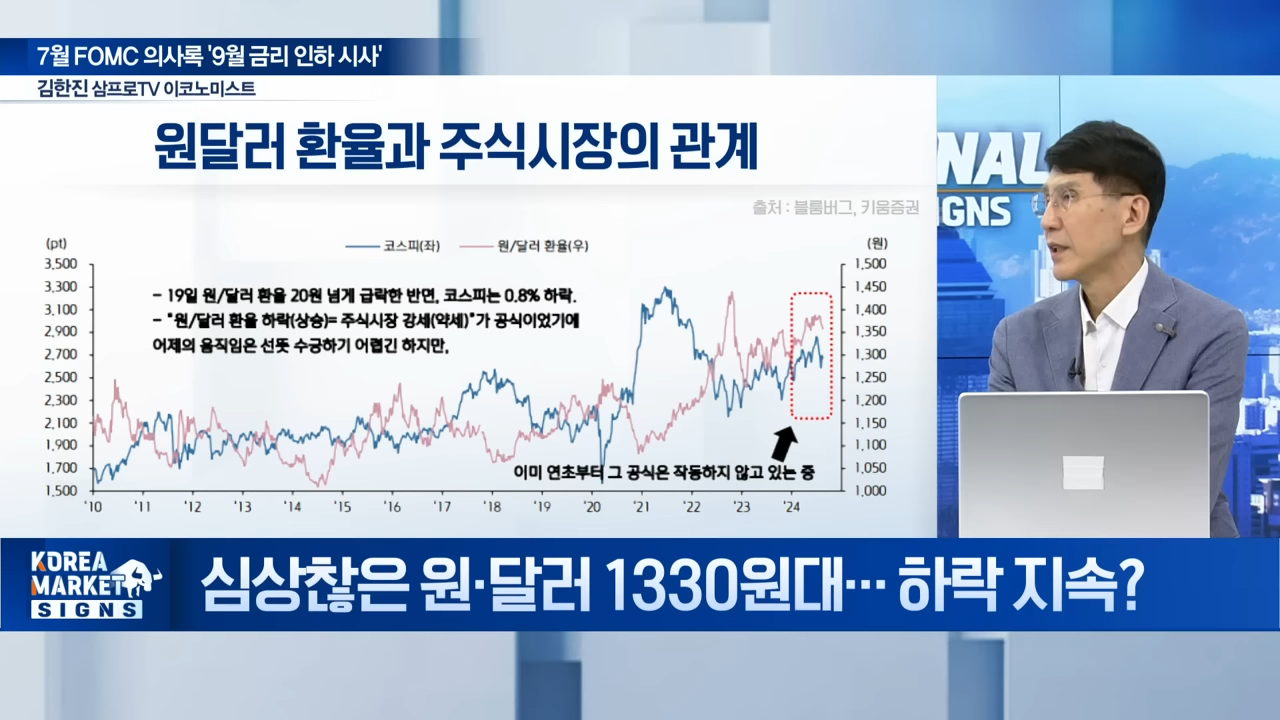 7월 FOMC 의사록 '9월 금리 인하 시사'
김한진 삼프로TV 이코노미스트
원달러 환율과 주식시장의 관계
출처 : 블룸버그, 키움증권
(pt)
코스피(좌)
원/달러 환율(우)
(원)
3,500
3,300
3,100
2,900
2,700
2,500
2,300
2,100
1,900
1,700
1,500
- 19일 원/달러 환율 20원 넘게 급락한 반면, 코스피는 0.8% 하락.
- "원/달러 환율 하락(상승)= 주식시장 강세(약세)"가 공식이었기에
어제의 움직임은 선뜻 수긍하기 어렵긴 하지만,
이미 연초부터 그 공식은 작동하지 않고 있는 중
1,500
1,450
1,400
1,350
1,300
1,250
1,200
1,150
1,100
1,050
1,000
'10 '11 '12 '13 '14 '15 '16 '17 '18 '19 '20 '21 '22 '23 '24
NAL
IGNS
KOREA
MARKET
SIGNS
심상찮은 원·달러 1330원대… 하락 지속?